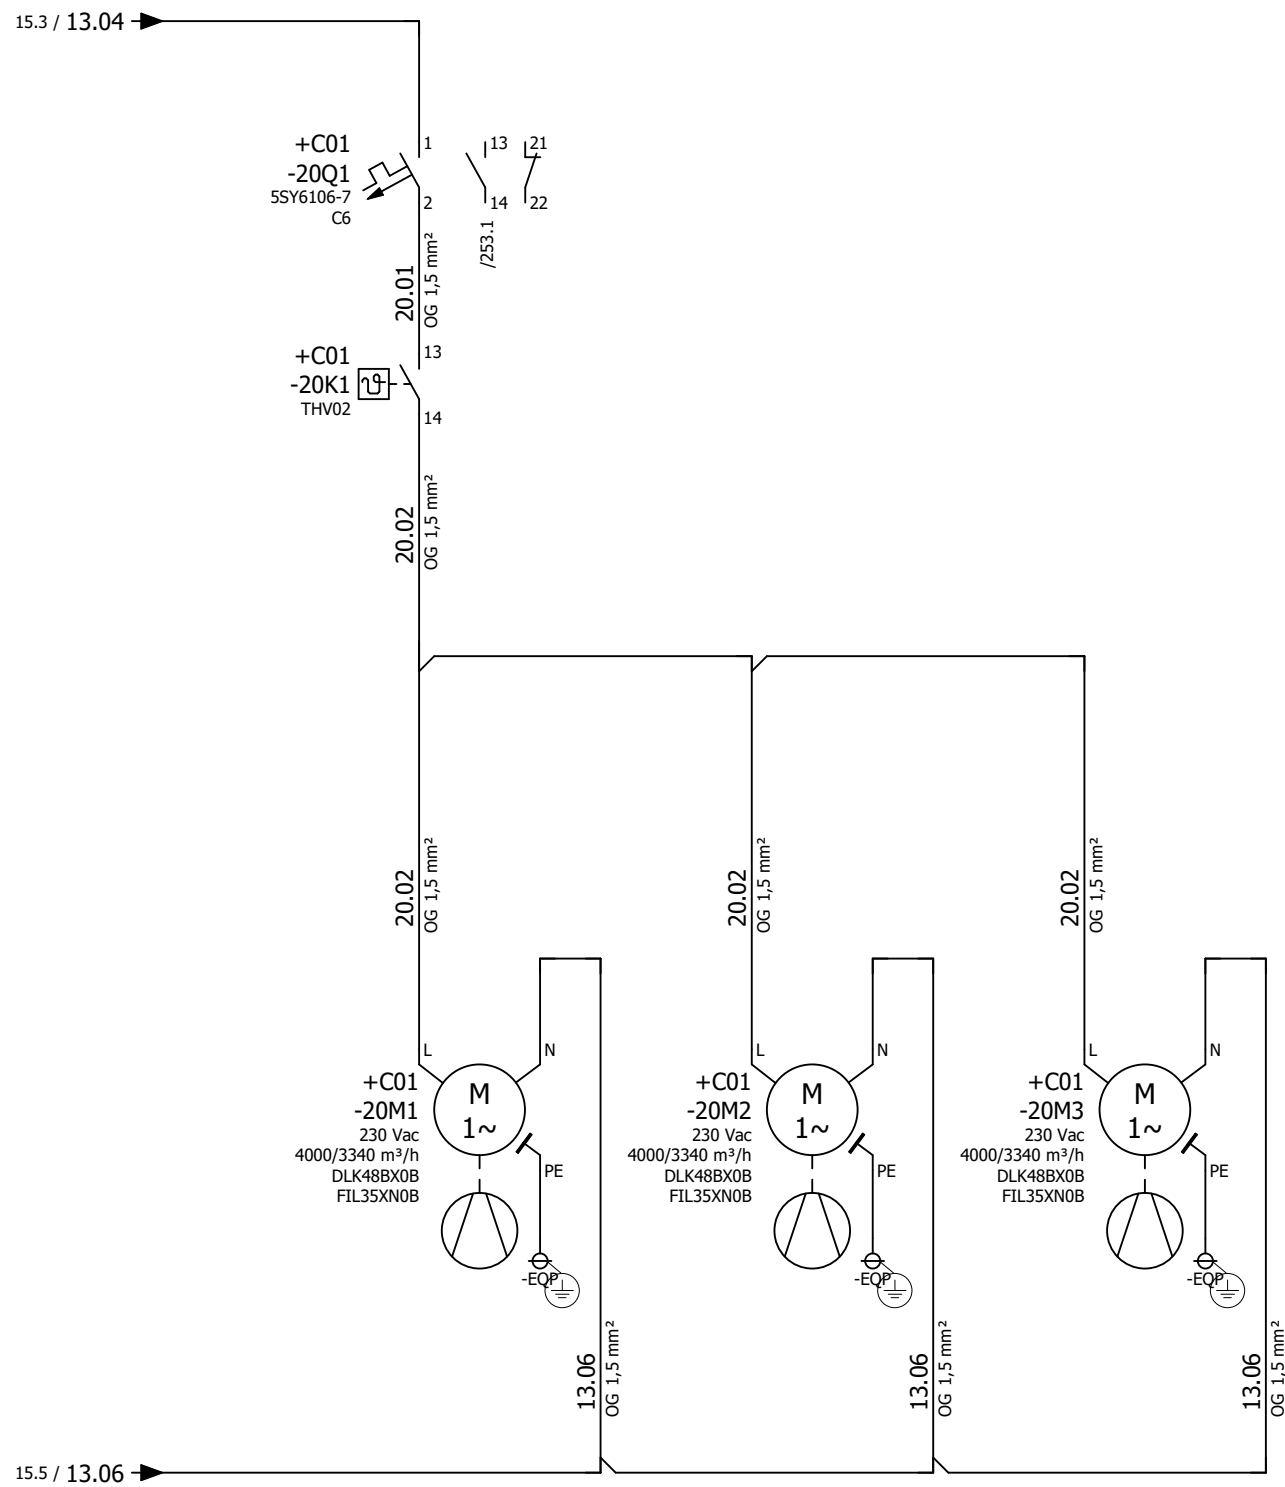 15.3 / 13.04
+C01
-20Q1
5SY6106-7
C6
1
2
13
14
21
22
/253.1
20.01
OG 1,5 mm²
+C01
-20K1
THV02
13
14
20.02
OG 1,5 mm²
20.02
OG 1,5 mm²
20.02
OG 1,5 mm²
20.02
OG 1,5 mm²
L
N
+C01
-20M1
230 Vac
4000/3340 m³/h
DLK48BX0B
FIL35XN0B
M
1~
PE
-EQP
L
N
+C01
-20M2
230 Vac
4000/3340 m³/h
DLK48BX0B
FIL35XN0B
M
1~
PE
-EQP
L
N
+C01
-20M3
230 Vac
4000/3340 m³/h
DLK48BX0B
FIL35XN0B
M
1~
PE
-EQP
13.06
OG 1,5 mm²
13.06
OG 1,5 mm²
13.06
OG 1,5 mm²
15.5 / 13.06